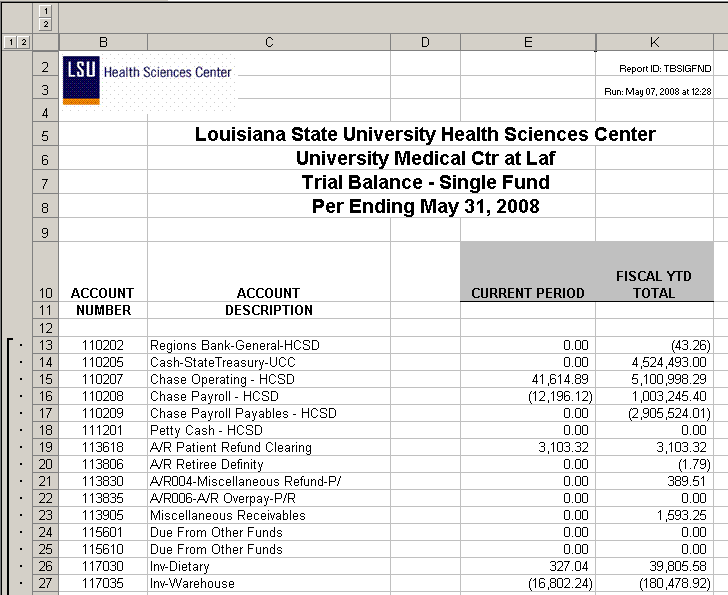 1
2
1 2
B C D E K
2 LSU Health Sciences Center Report ID: TBSIGFND
3 Run: May 07, 2008 at 12:28
4
5 Louisiana State University Health Sciences Center
6 University Medical Ctr at Laf
7 Trial Balance - Single Fund
8 Per Ending May 31, 2008
9
FISCAL YTD
10 ACCOUNT ACCOUNT CURRENT PERIOD TOTAL
11 NUMBER DESCRIPTION
12
13 110202 Regions Bank-General-HCSD 0.00 (43.26)
14 110205 Cash-StateTreasury-UCC 0.00 4,524,493.00
15 110207 Chase Operating - HCSD 41,614.89 5,100,998.29
16 110208 Chase Payroll - HCSD (12,196.12) 1,003,245.40
17 110209 Chase Payroll Payables - HCSD 0.00 (2,905,524.01)
18 111201 Petty Cash - HCSD 0.00 0.00
19 113618 A/R Patient Refund Clearing 3,103.32 3,103.32
20 113806 A/R Retiree Definity 0.00 (1.79)
21 113830 A/R004-Miscellaneous Refund-P/ 0.00 389.51
22 113835 A/R006-A/R Overpay-P/R 0.00 0.00
23 113905 Miscellaneous Receivables 0.00 1,593.25
24 115601 Due From Other Funds 0.00 0.00
25 115610 Due From Other Funds 0.00 0.00
26 117030 Inv-Dietary 327.04 39,805.58
27 117035 Inv-Warehouse (16,802.24) (180,478.92)